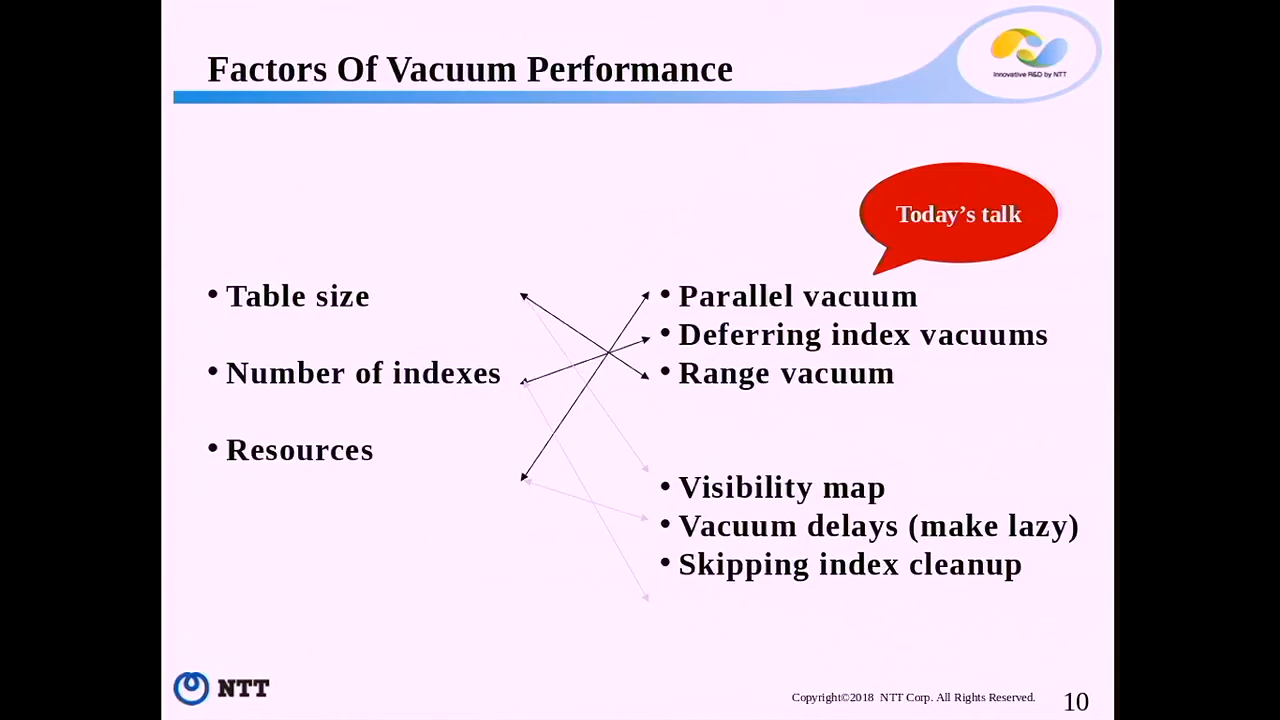 Factors Of Vacuum Performance
Innovative R&D by NTT
Today's talk
• Table size
• Number of indexes
• Resources
• Parallel vacuum
• Deferring index vacuums
• Range vacuum
• Visibility map
• Vacuum delays (make lazy)
• Skipping index cleanup
NTT
Copyright©2018 NTT Corp. All Rights Reserved.
10